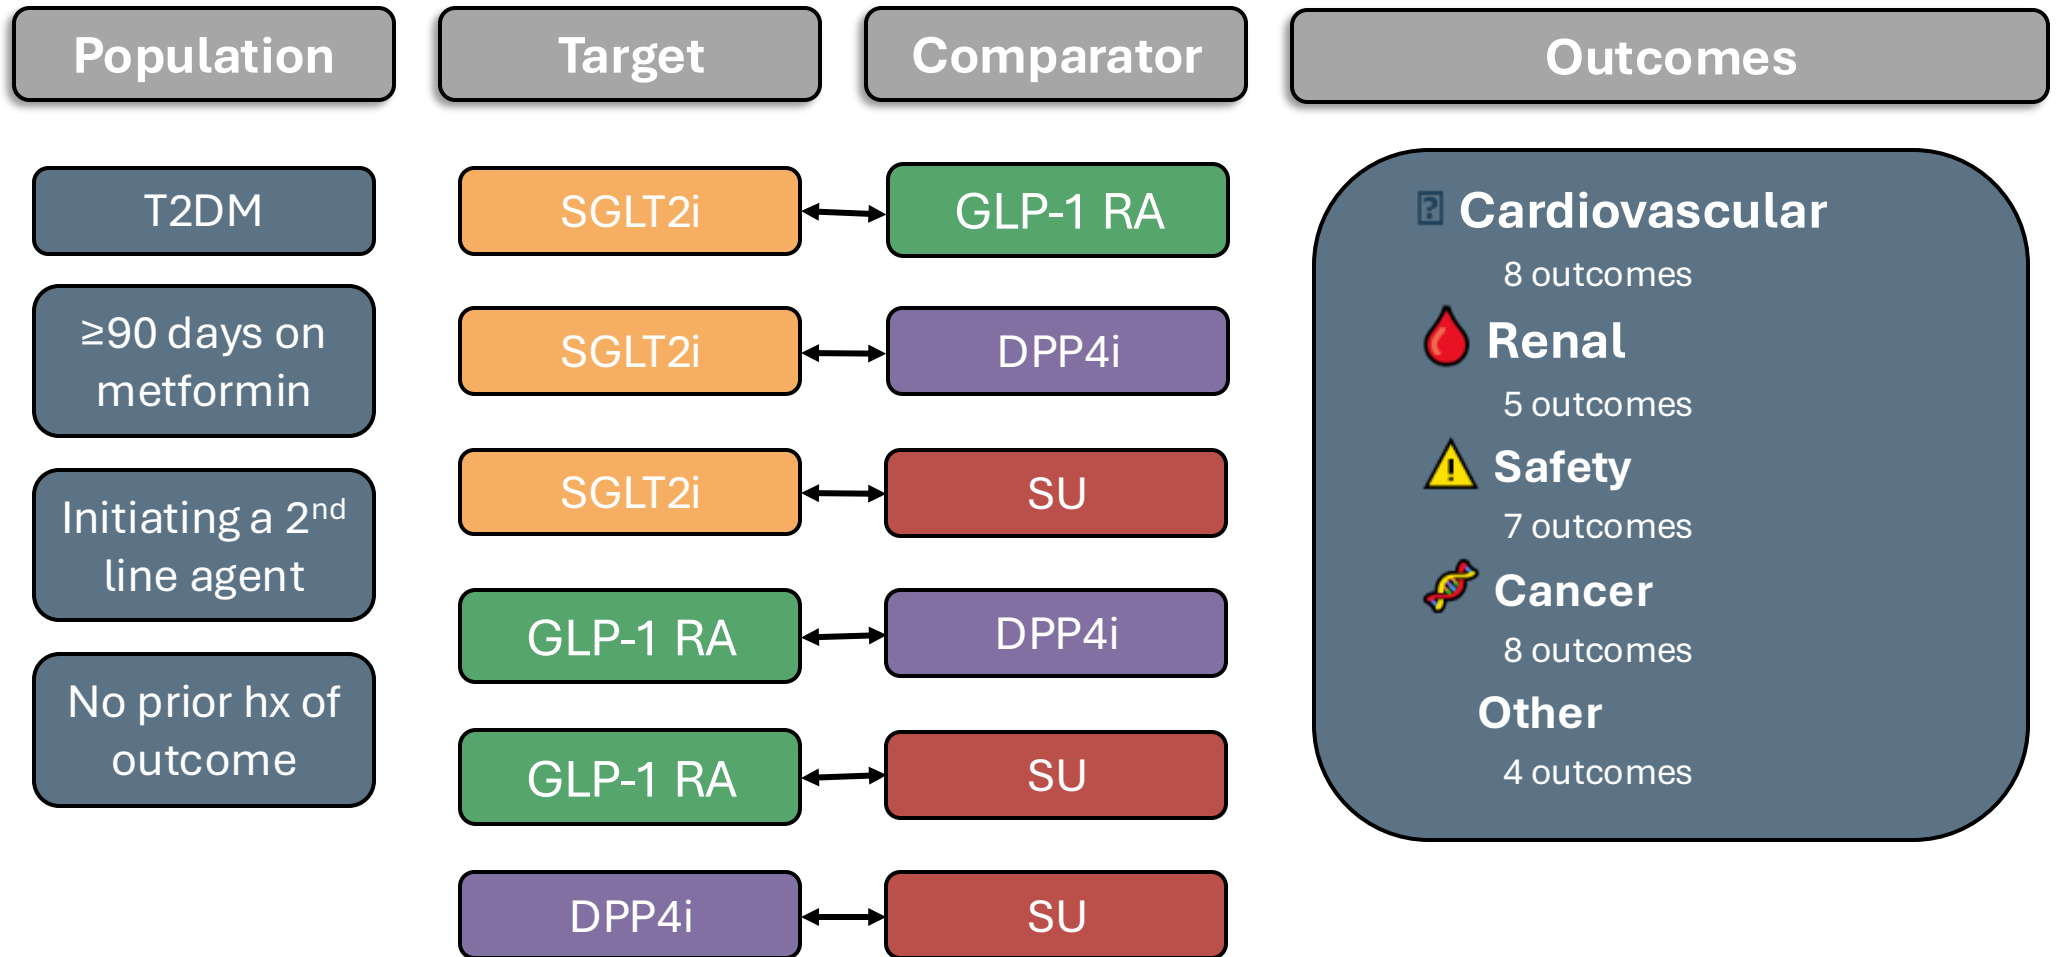 Population
Target
Comparator
Outcomes
T2DM
≥90 days on
metformin
Initiating a 2nd
line agent
No prior hx of
outcome
SGLT2i
GLP-1 RA
SGLT2i
DPP4i
SGLT2i
SU
GLP-1 RA
DPP4i
GLP-1 RA
SU
DPP4i
SU
Cardiovascular
8 outcomes
Renal
5 outcomes
Safety
7 outcomes
Cancer
8 outcomes
Other
4 outcomes